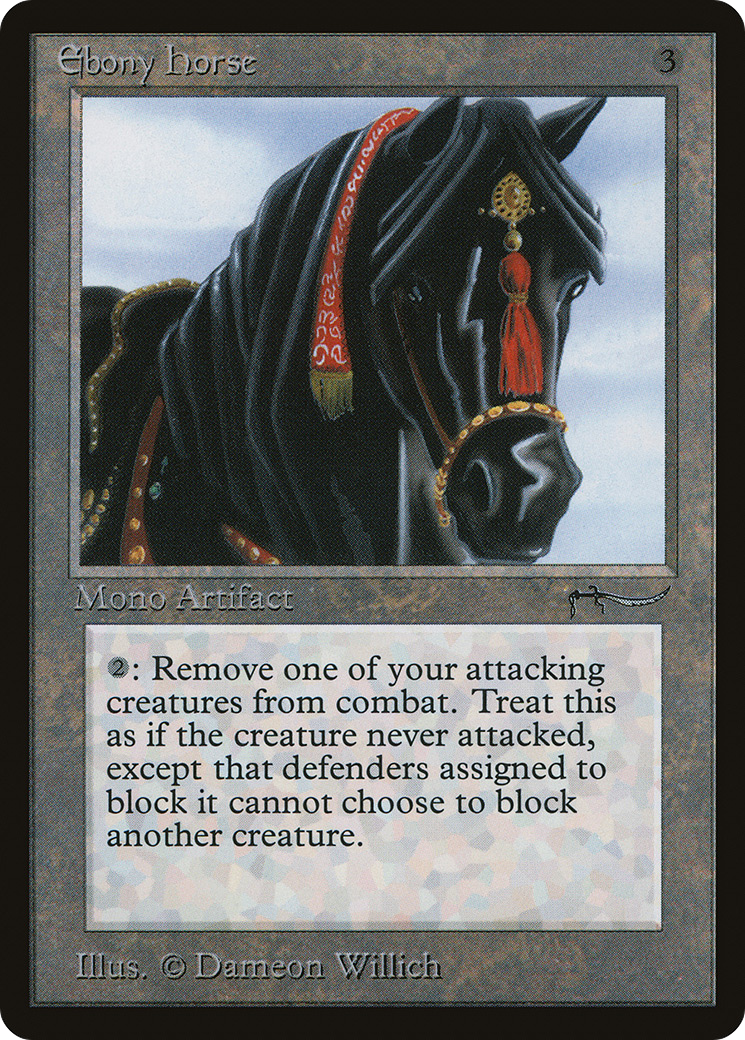 Ebony Horse 3
Mono Artifact
2: Remove one of your attacking
creatures from combat. Treat this
as if the creature never attacked,
except that defenders assigned to
block it cannot choose to block
another creature.
Illus. © Dameon Willich